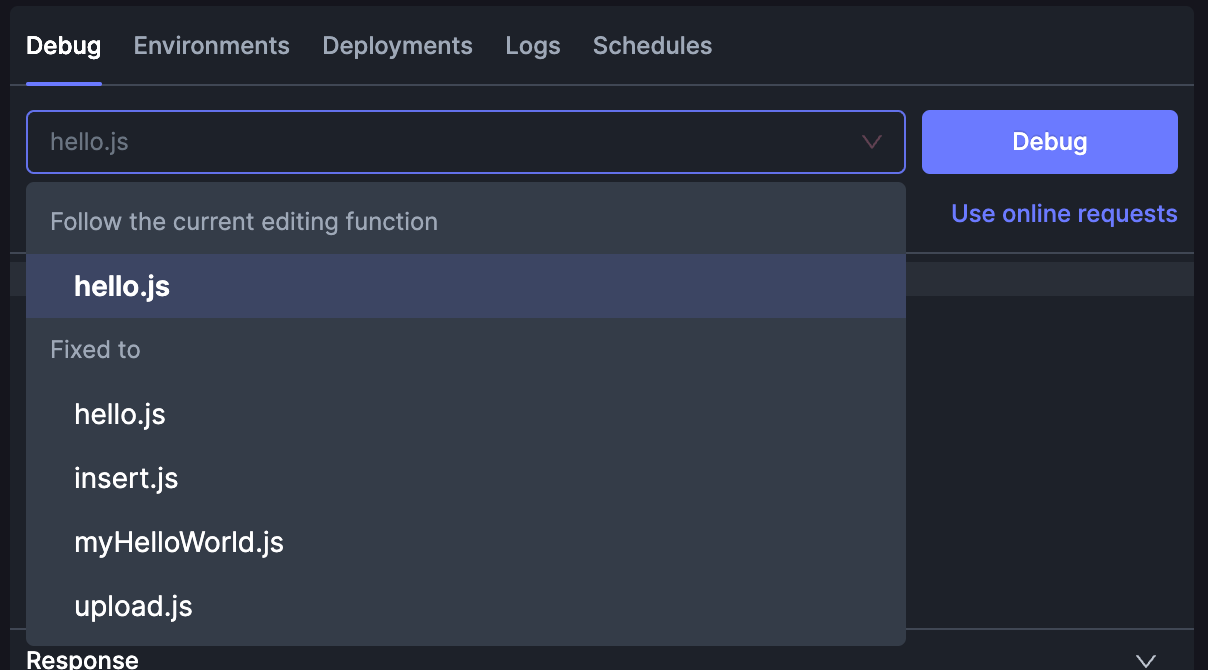 Debug Environments Deployments Logs Schedules
hello.js
Debug
Use online requests
Follow the current editing function
hello.js
Fixed to
hello.js
insert.js
myHelloWorld.js
upload.js
Response